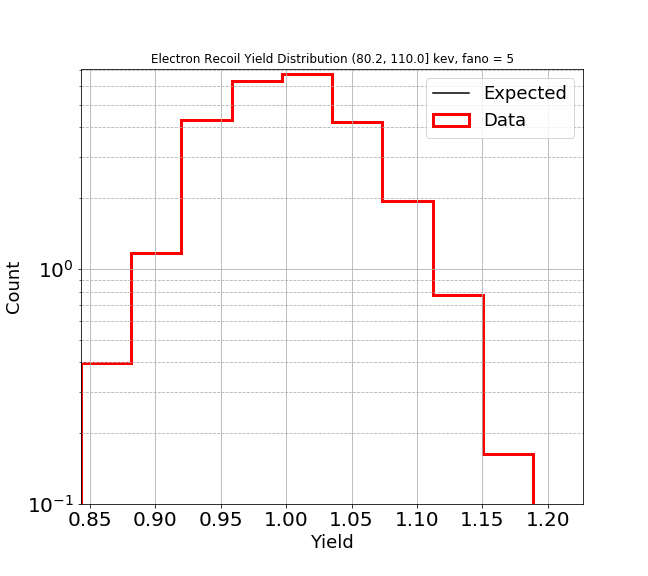 Electron Recoil Yield Distribution (80.2, 110.0] kev, fano = 5
Expected
Data
Count
10⁰
10⁻¹
0.85 0.90 0.95 1.00 1.05 1.10 1.15 1.20
Yield